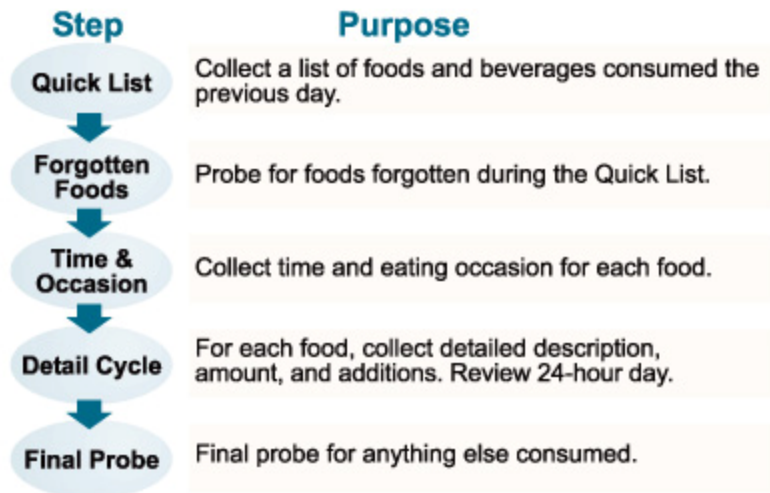 Step Purpose
Quick List
Collect a list of foods and beverages consumed the
previous day.
Forgotten
Foods
Probe for foods forgotten during the Quick List.
Time &
Occasion
Collect time and eating occasion for each food.
Detail Cycle
For each food, collect detailed description,
amount, and additions. Review 24-hour day.
Final Probe
Final probe for anything else consumed.